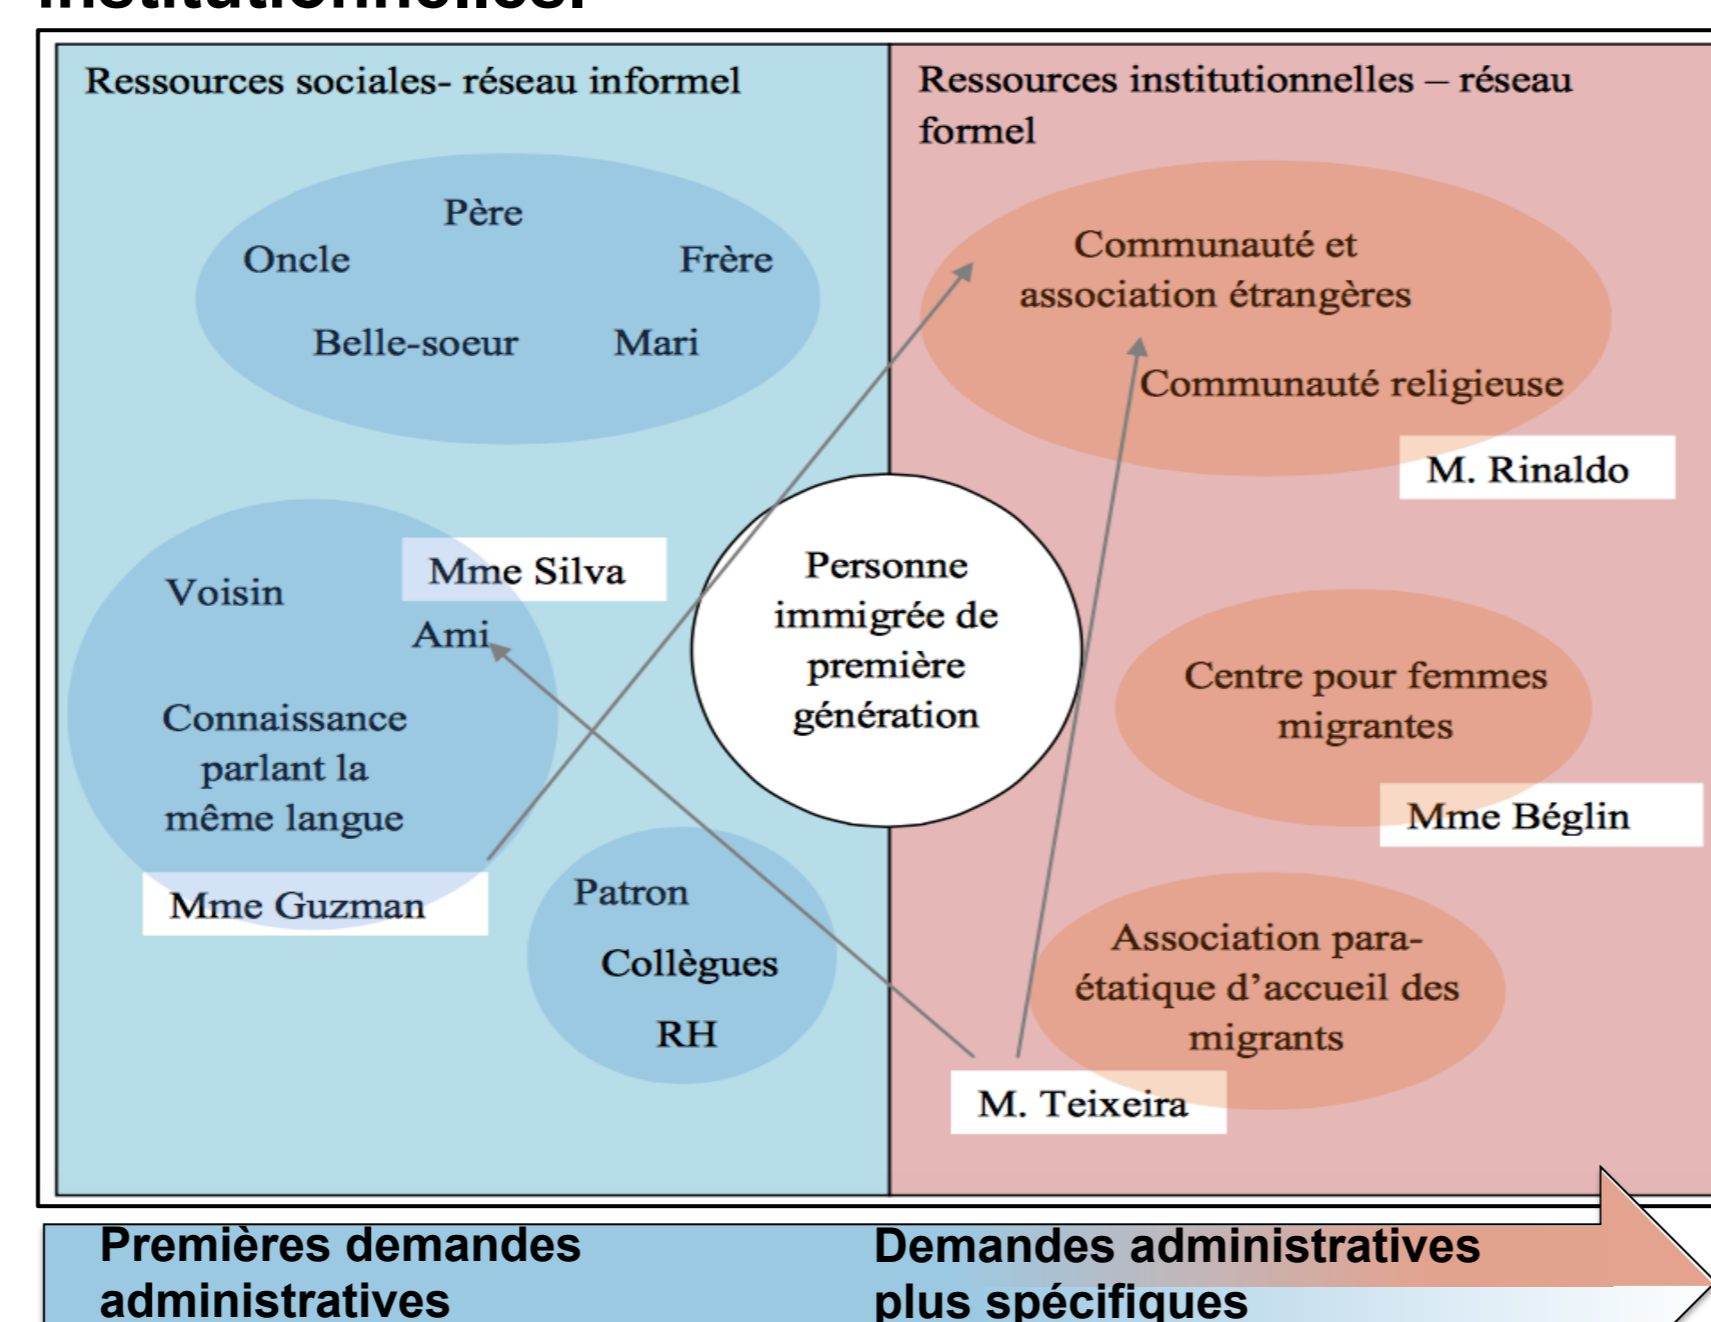 institutionnelles.
Ressources sociales- réseau informel
Père
Oncle
Frère
Belle-soeur
Mari
Voisin
Mme Silva
Ami
Connaissance
parlant la
même langue
Mme Guzman
Patron
Collègues
RH
Personne
immigrée de
première
génération
Ressources institutionnelles – réseau
formel
Communauté et
association étrangères
Communauté religieuse
M. Rinaldo
Centre pour femmes
migrantes
Mme Béglin
Association para-
étatique d'accueil des
migrants
M. Teixeira
Premières demandes
administratives
Demandes administratives
plus spécifiques